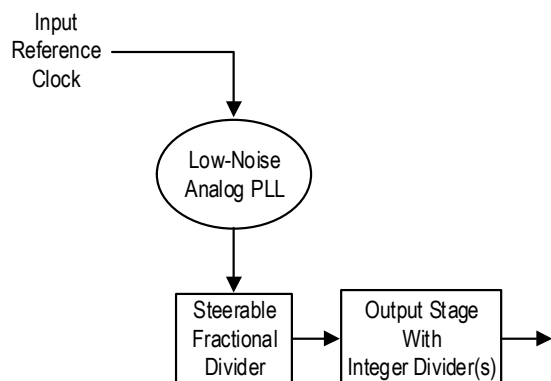 Input
Reference
Clock
Low-Noise
Analog PLL
Steerable
Fractional
Divider
Output Stage
With
Integer Divider(s)